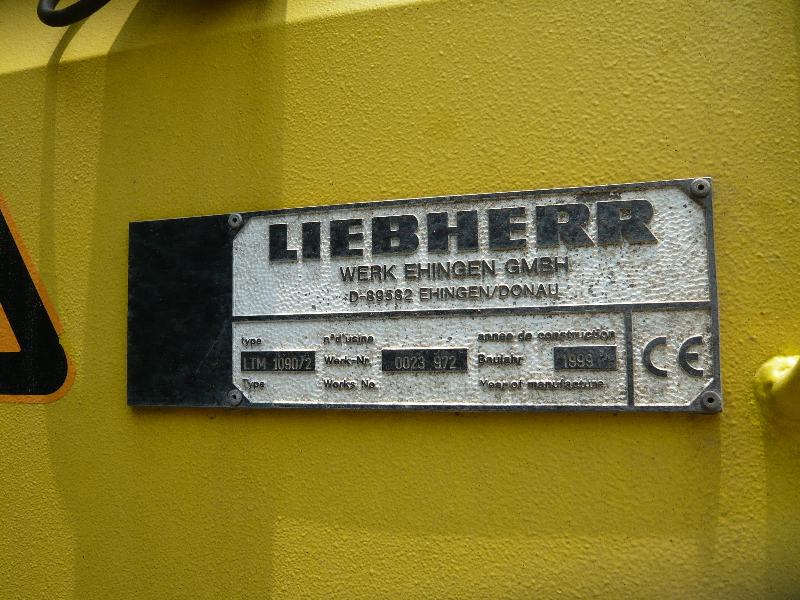 LIEBHERR
WERK EHINGEN GMBH
D-89582 EHINGEN/DONAU
type n°d'usine annee de construction
LTM 1090/2 Werk-Nr. 0023 972 Baujahr 1999
Type Works No. Year of manufacture
CE